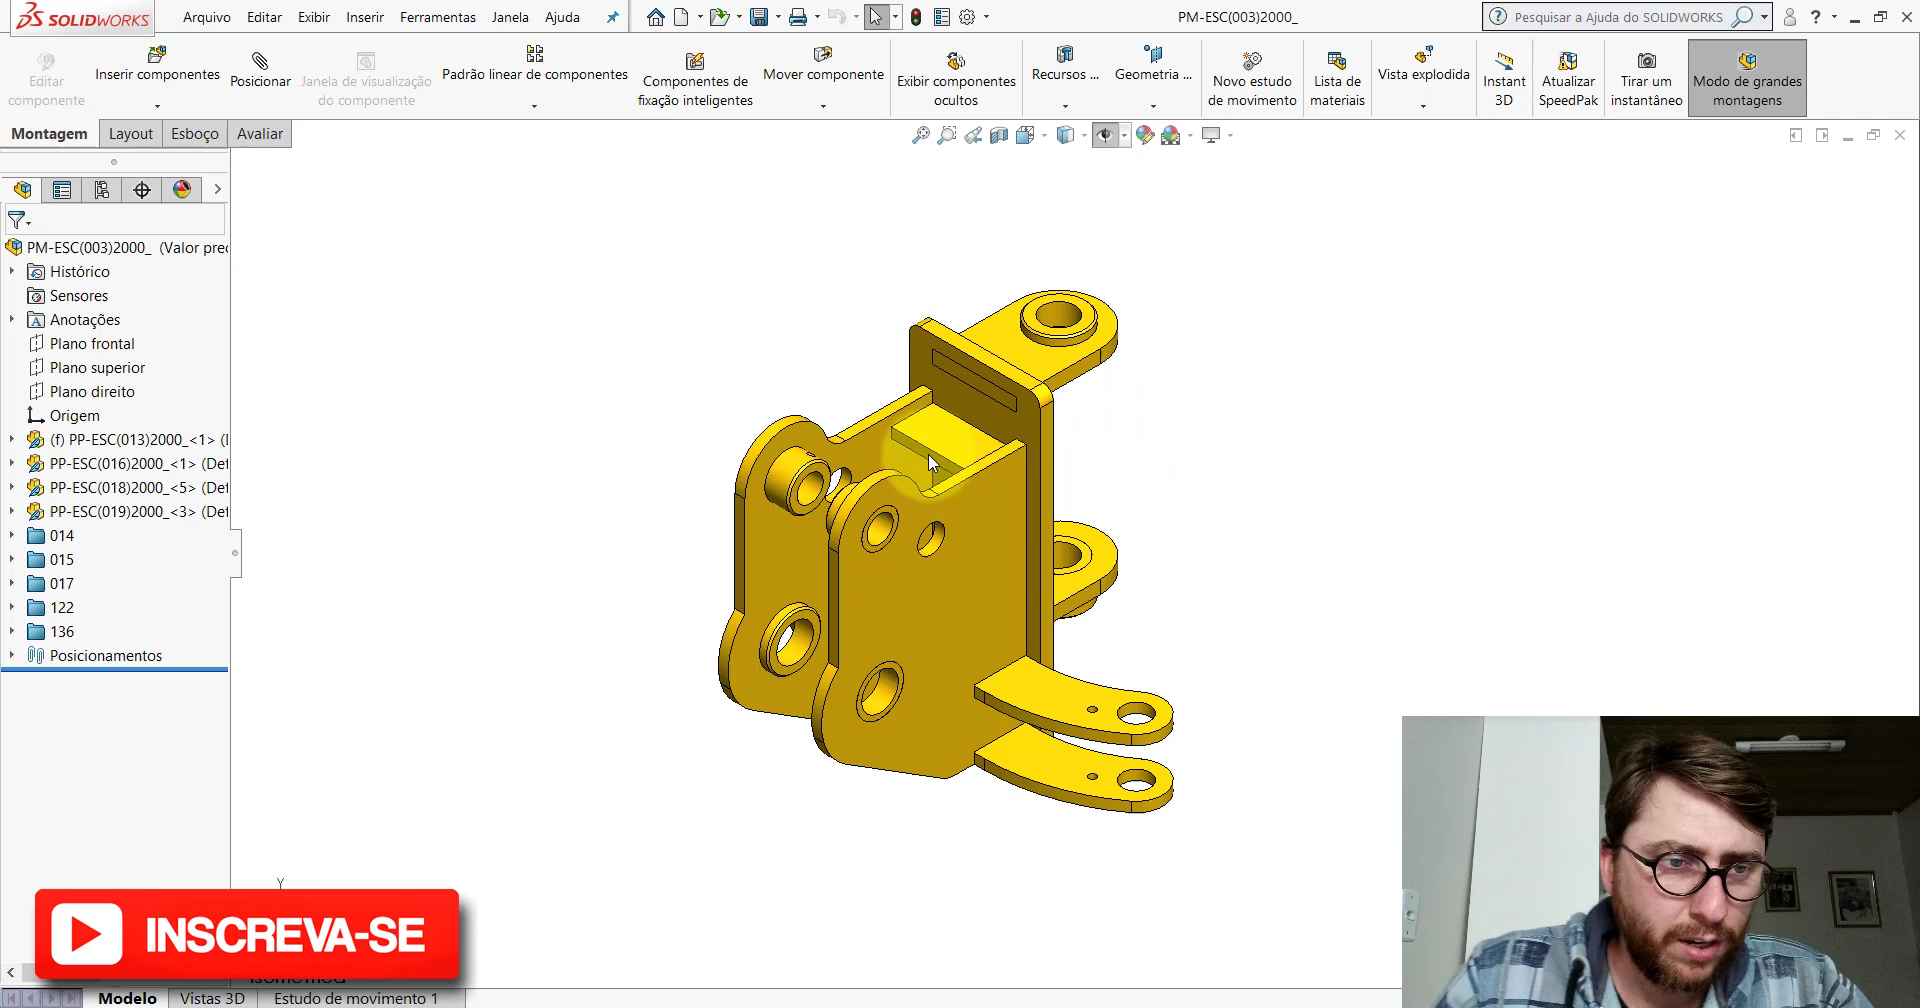 SOLIDWORKS
Arquivo Editar Exibir Inserir Ferramentas Janela Ajuda
PM-ESC(003)2000_
Pesquisar a Ajuda do SOLIDWORKS
Editar componente
Inserir componentes
Posicionar
Janela de visualização do componente
Padrão linear de componentes
Componentes de fixação inteligentes
Mover componente
Exibir componentes ocultos
Recursos ...
Geometria ...
Novo estudo de movimento
Lista de materiais
Vista explodida
Instant 3D
Atualizar SpeedPak
Tirar um instantâneo
Modo de grandes montagens
Montagem Layout Esboço Avaliar
PM-ESC(003)2000_ (Valor pred
Histórico
Sensores
Anotações
Plano frontal
Plano superior
Plano direito
Origem
(f) PP-ESC(013)2000_<1> (
PP-ESC(016)2000_<1> (Def
PP-ESC(018)2000_<5> (Def
PP-ESC(019)2000_<3> (Def
014
015
017
122
136
Posicionamentos
Y
INSCREVA-SE
Modelo Vistas 3D Estudo de movimento 1